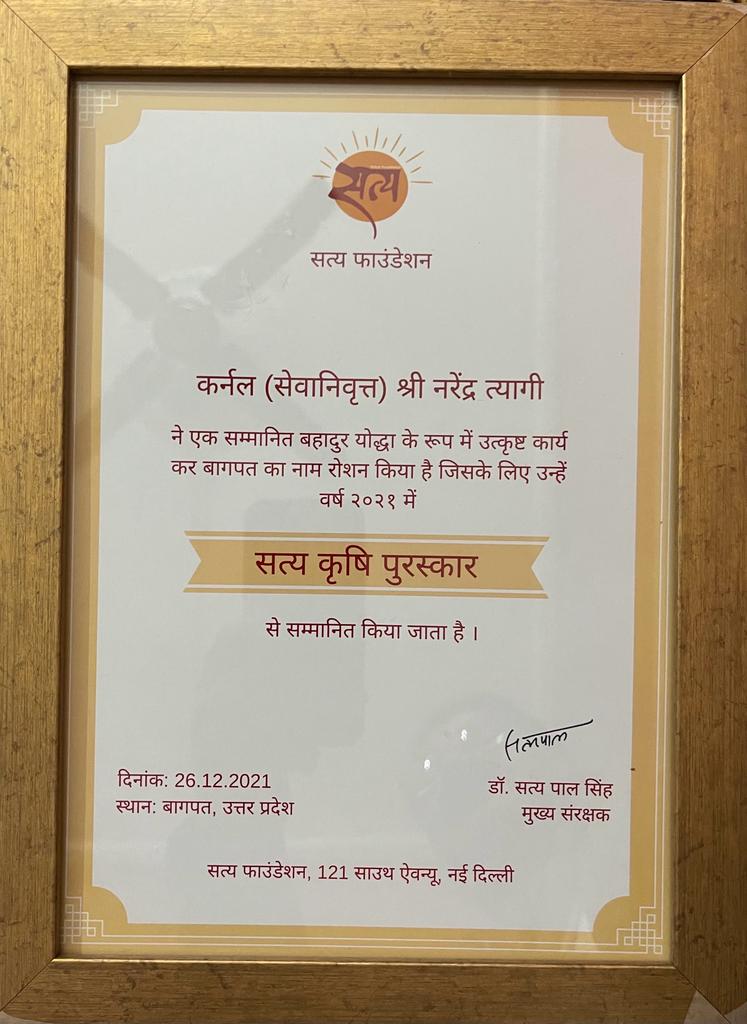 सत्य
सत्य फाउंडेशन
कर्नल (सेवानिवृत्त) श्री नरेंद्र त्यागी
ने एक सम्मानित बहादुर योद्धा के रूप में उत्कृष्ट कार्य
कर बागपत का नाम रोशन किया है जिसके लिए उन्हें
वर्ष २०२१ में
सत्य कृषि पुरस्कार
से सम्मानित किया जाता है ।
सत्यपाल
दिनांक: 26.12.2021
स्थान: बागपत, उत्तर प्रदेश
डॉ. सत्य पाल सिंह
मुख्य संरक्षक
सत्य फाउंडेशन, 121 साउथ ऐवन्यू, नई दिल्ली